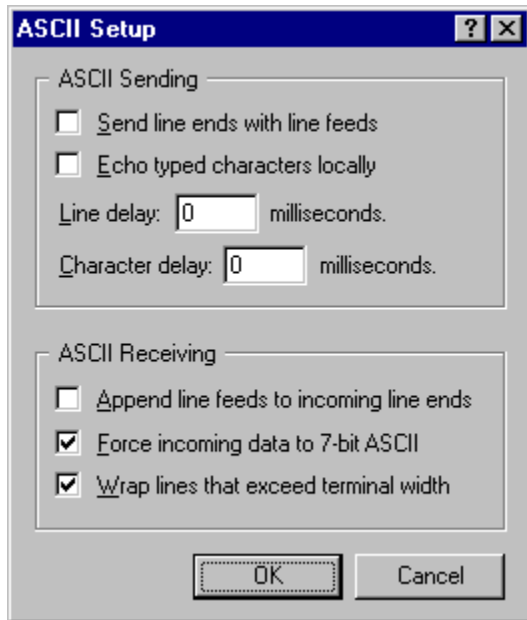 ASCII Setup
ASCII Sending
Send line ends with line feeds
Echo typed characters locally
Line delay: 0 milliseconds.
Character delay: 0 milliseconds.
ASCII Receiving
Append line feeds to incoming line ends
Force incoming data to 7-bit ASCII
Wrap lines that exceed terminal width
OK Cancel